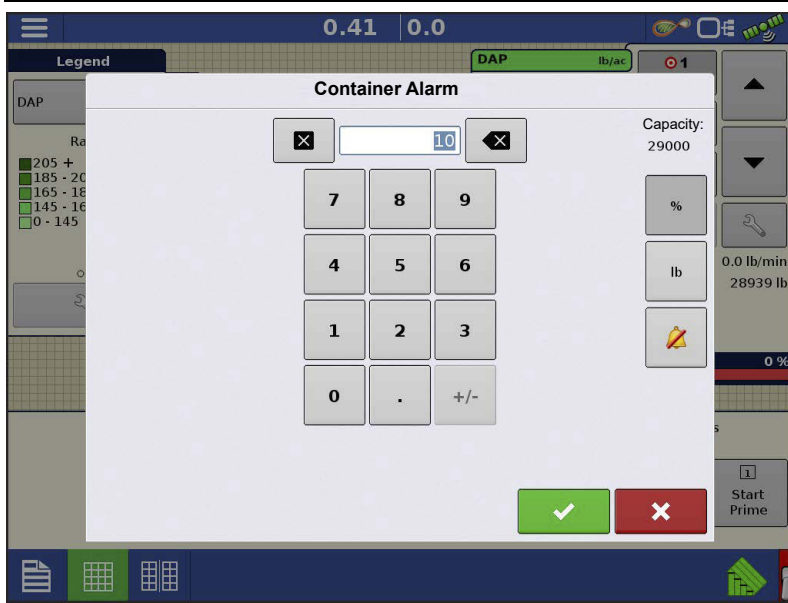 0.41 0.0
Legend
DAP lb/ac
1
Container Alarm
DAP
10
Capacity:
29000
Ra
205 +
185 - 20
165 - 18
145 - 16
0 - 145
7 8 9
%
4 5 6
lb
0.0 lb/min
28939 lb
1 2 3
0 %
0 . +/-
s
1
Start
Prime